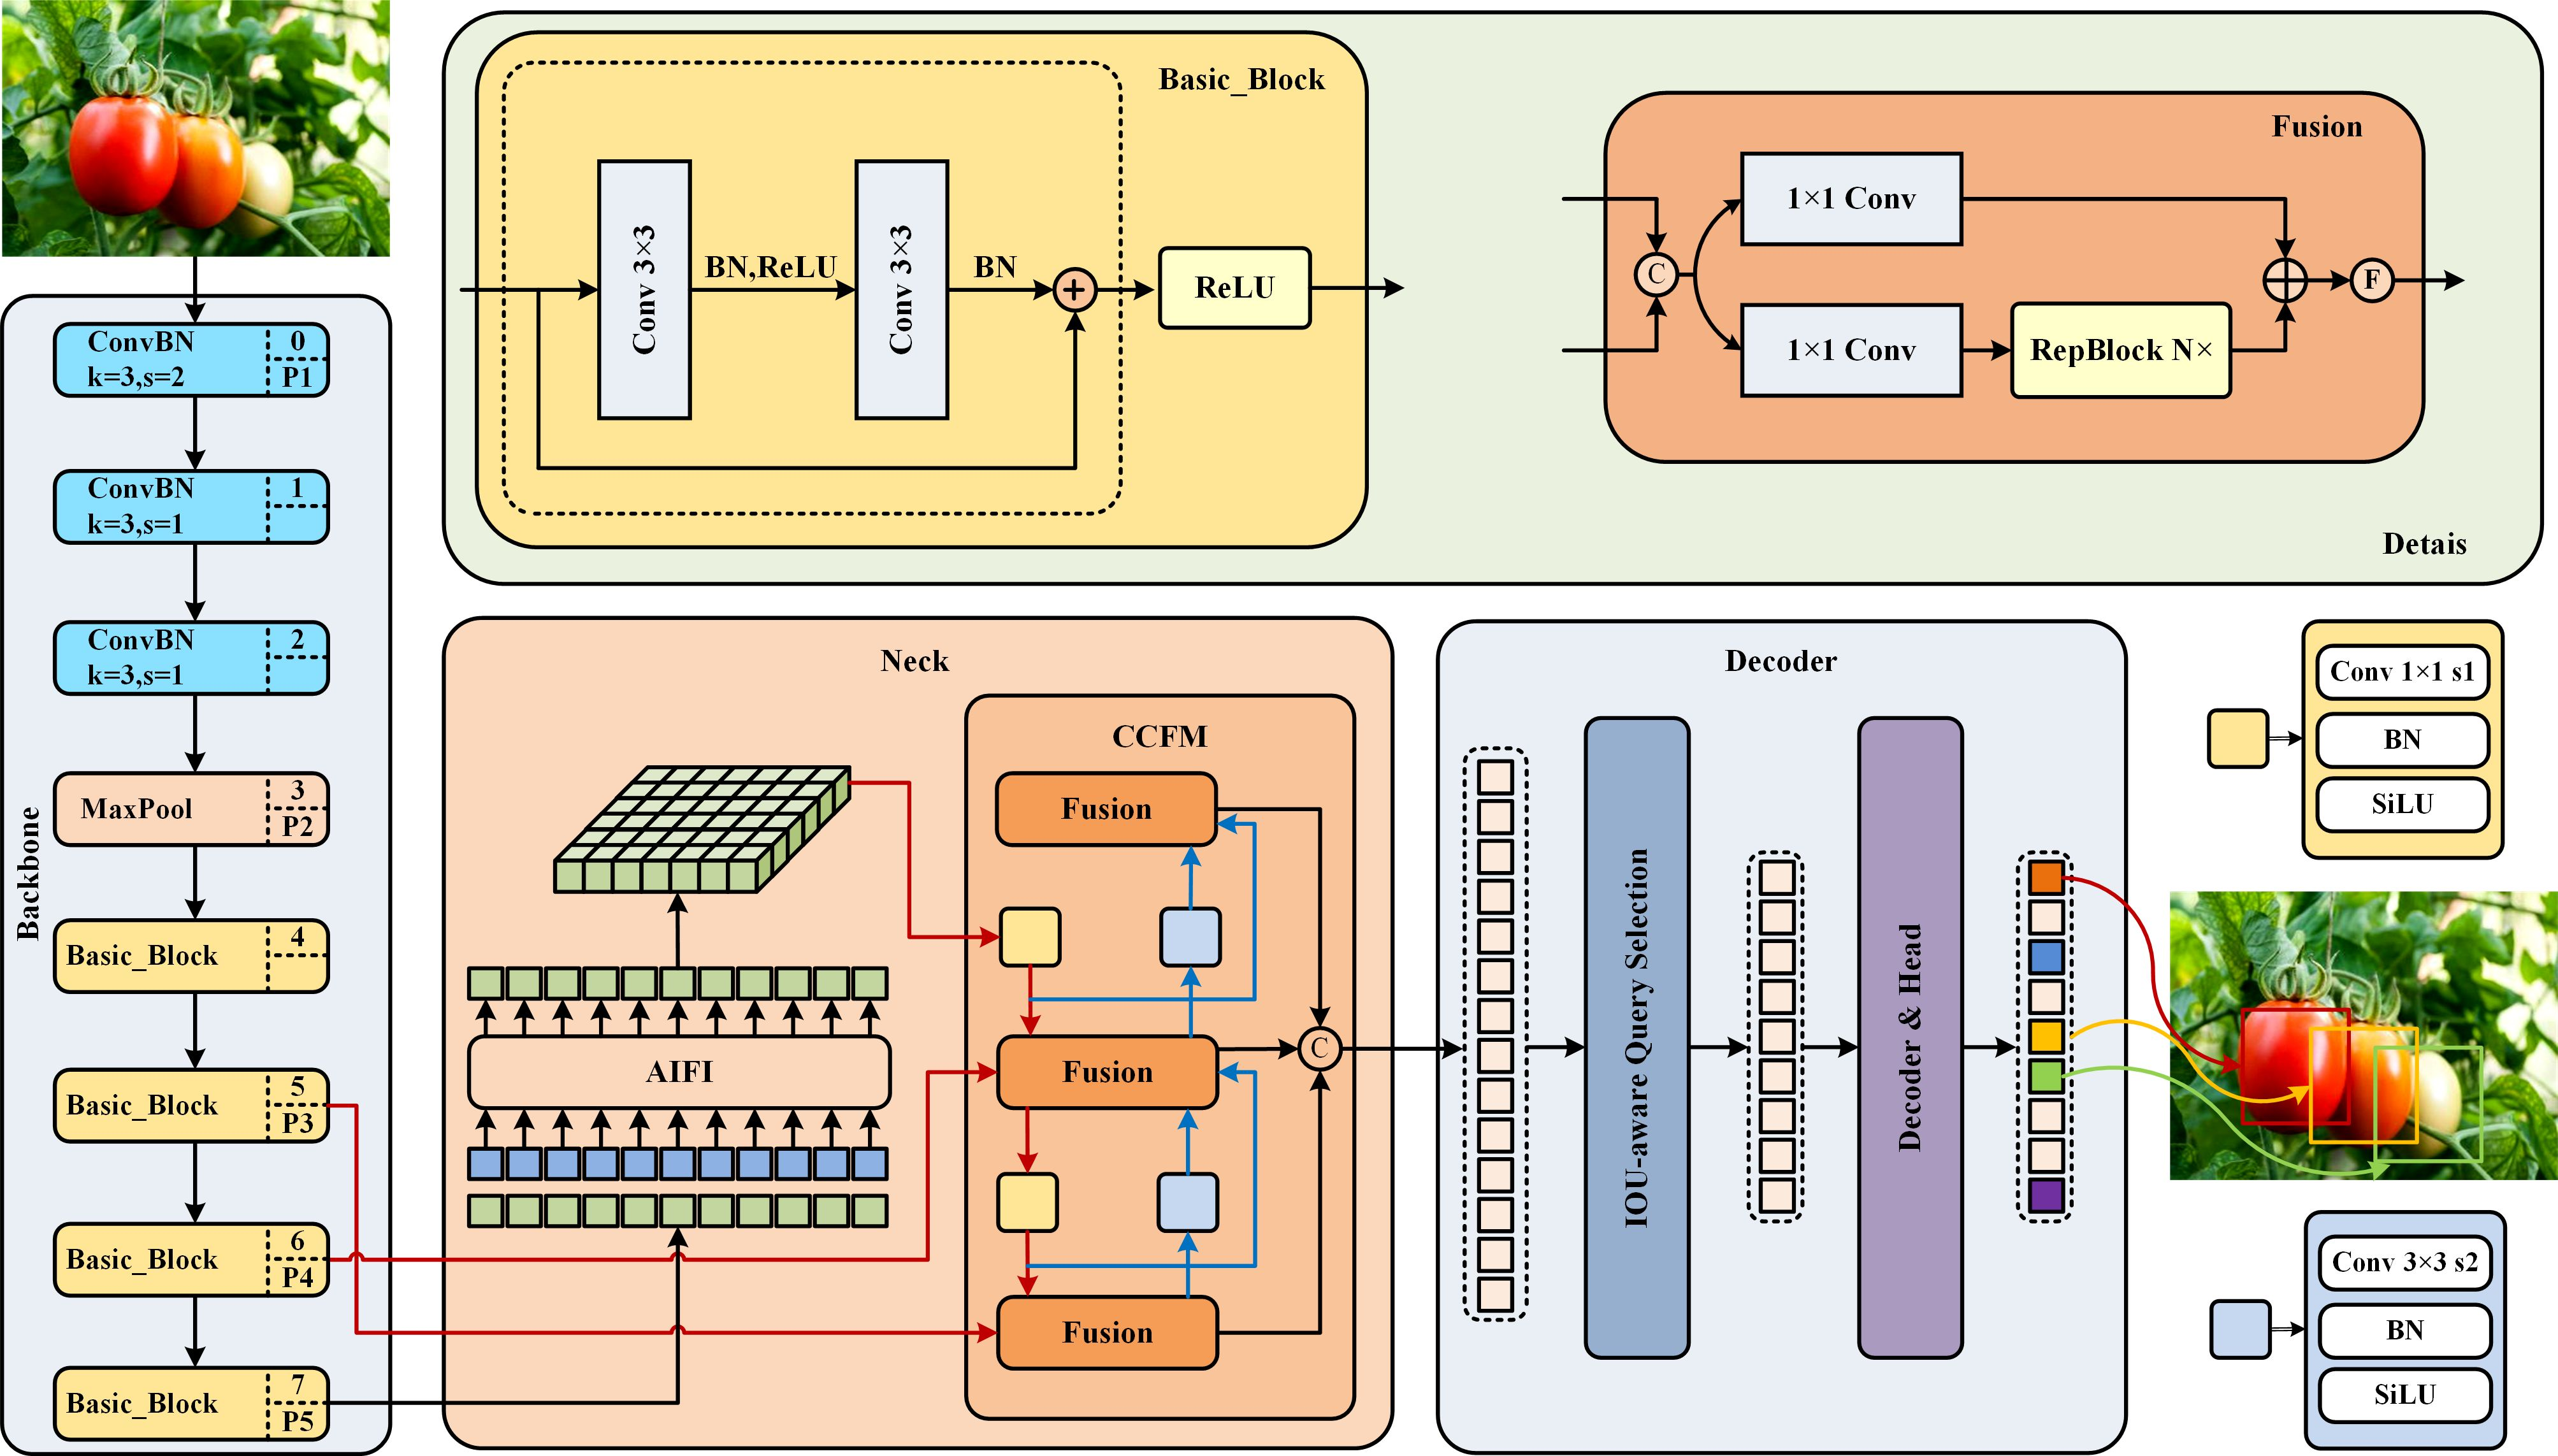 Basic_Block
Conv 3×3
BN,ReLU
Conv 3×3
BN
+
ReLU
Fusion
C
1×1 Conv
1×1 Conv
RepBlock N×
F
Detais
Backbone
ConvBN
k=3,s=2
0
P1
ConvBN
k=3,s=1
1
ConvBN
k=3,s=1
2
MaxPool
3
P2
Basic_Block
4
Basic_Block
5
P3
Basic_Block
6
P4
Basic_Block
7
P5
Neck
AIFI
CCFM
Fusion
Fusion
Fusion
C
Decoder
IOU-aware Query Selection
Decoder & Head
Conv 1×1 s1
BN
SiLU
Conv 3×3 s2
BN
SiLU